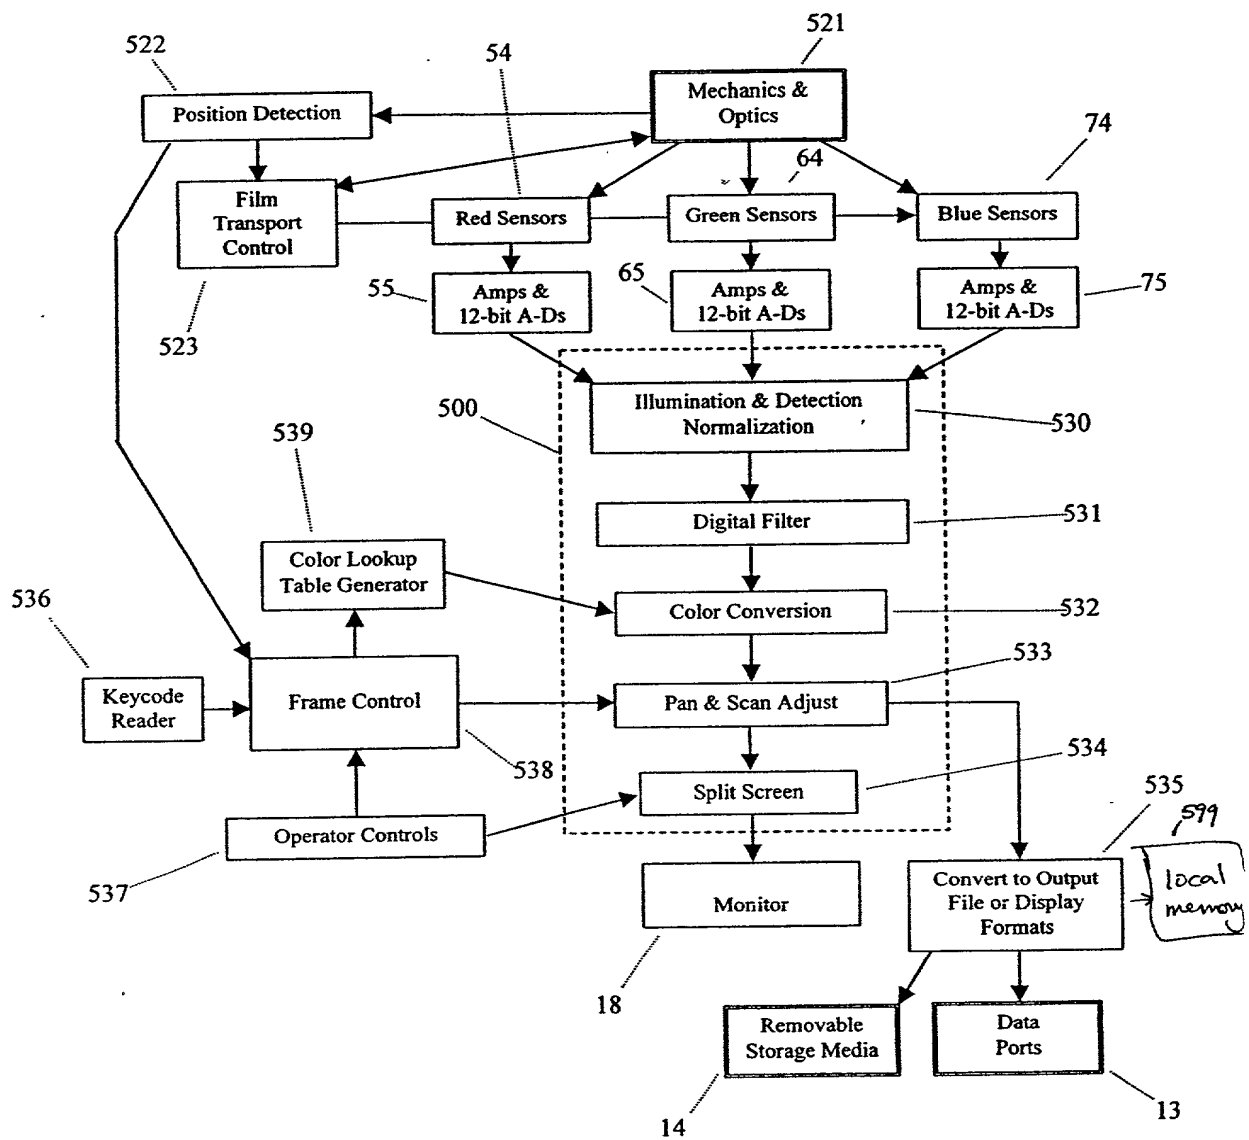 521
522
54
Mechanics &
Optics
Position Detection
74
64
Film
Transport
Control
Red Sensors
Green Sensors
Blue Sensors
55
Amps &
12-bit A-Ds
65
Amps &
12-bit A-Ds
Amps &
12-bit A-Ds
75
523
500
Illumination & Detection
Normalization
530
539
Digital Filter
531
Color Lookup
Table Generator
536
Color Conversion
532
533
Keycode
Reader
Frame Control
Pan & Scan Adjust
538
534
Split Screen
535
599
Operator Controls
537
Monitor
Convert to Output
File or Display
Formats
local
memory
18
Removable
Storage Media
Data
Ports
14
13